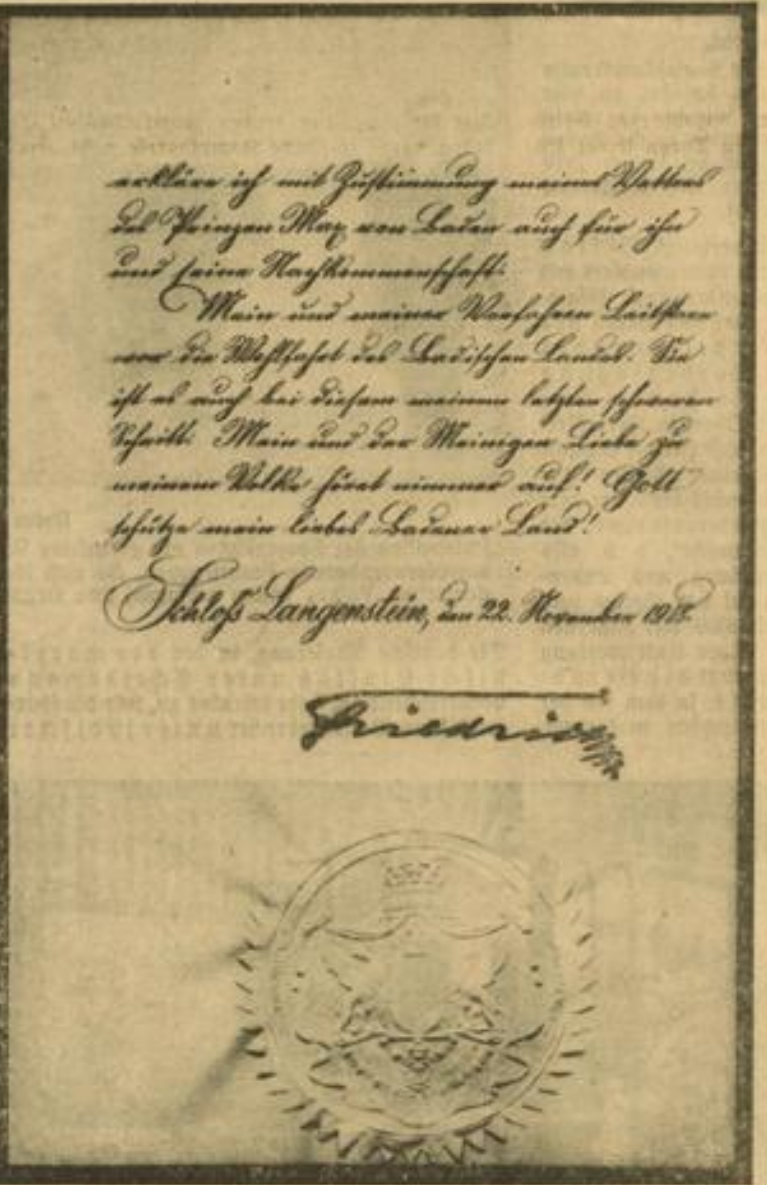 erkläre ich mit Zustimmung meines Vetters
des Prinzen Max von Baden auch für ihn
und seine Nachkommenschaft.
Mein und meiner Vorfahren Leitstern
war die Wohlfahrt des Badischen Landes. Sie
ist es auch bei diesem meinem letzten schweren
Schritt. Mein und der Meinigen Liebe zu
meinem Volke höret nimmer auf! Gott
schütze mein liebes Badener Land!
Schloß Langenstein, den 22. November 1918.
Friedrich